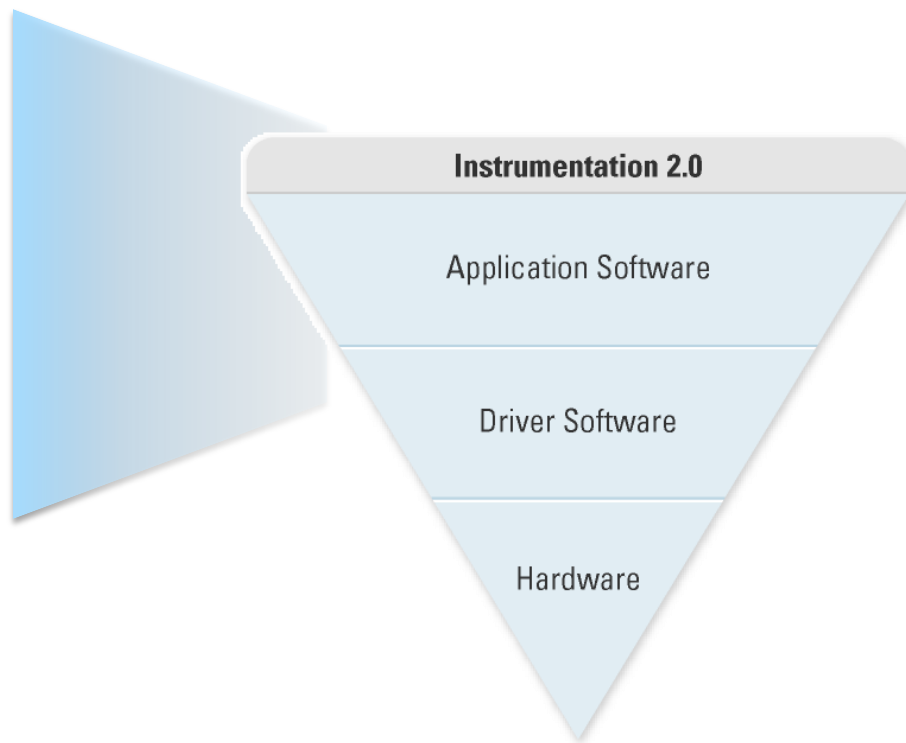 Instrumentation 2.0
Application Software
Driver Software
Hardware